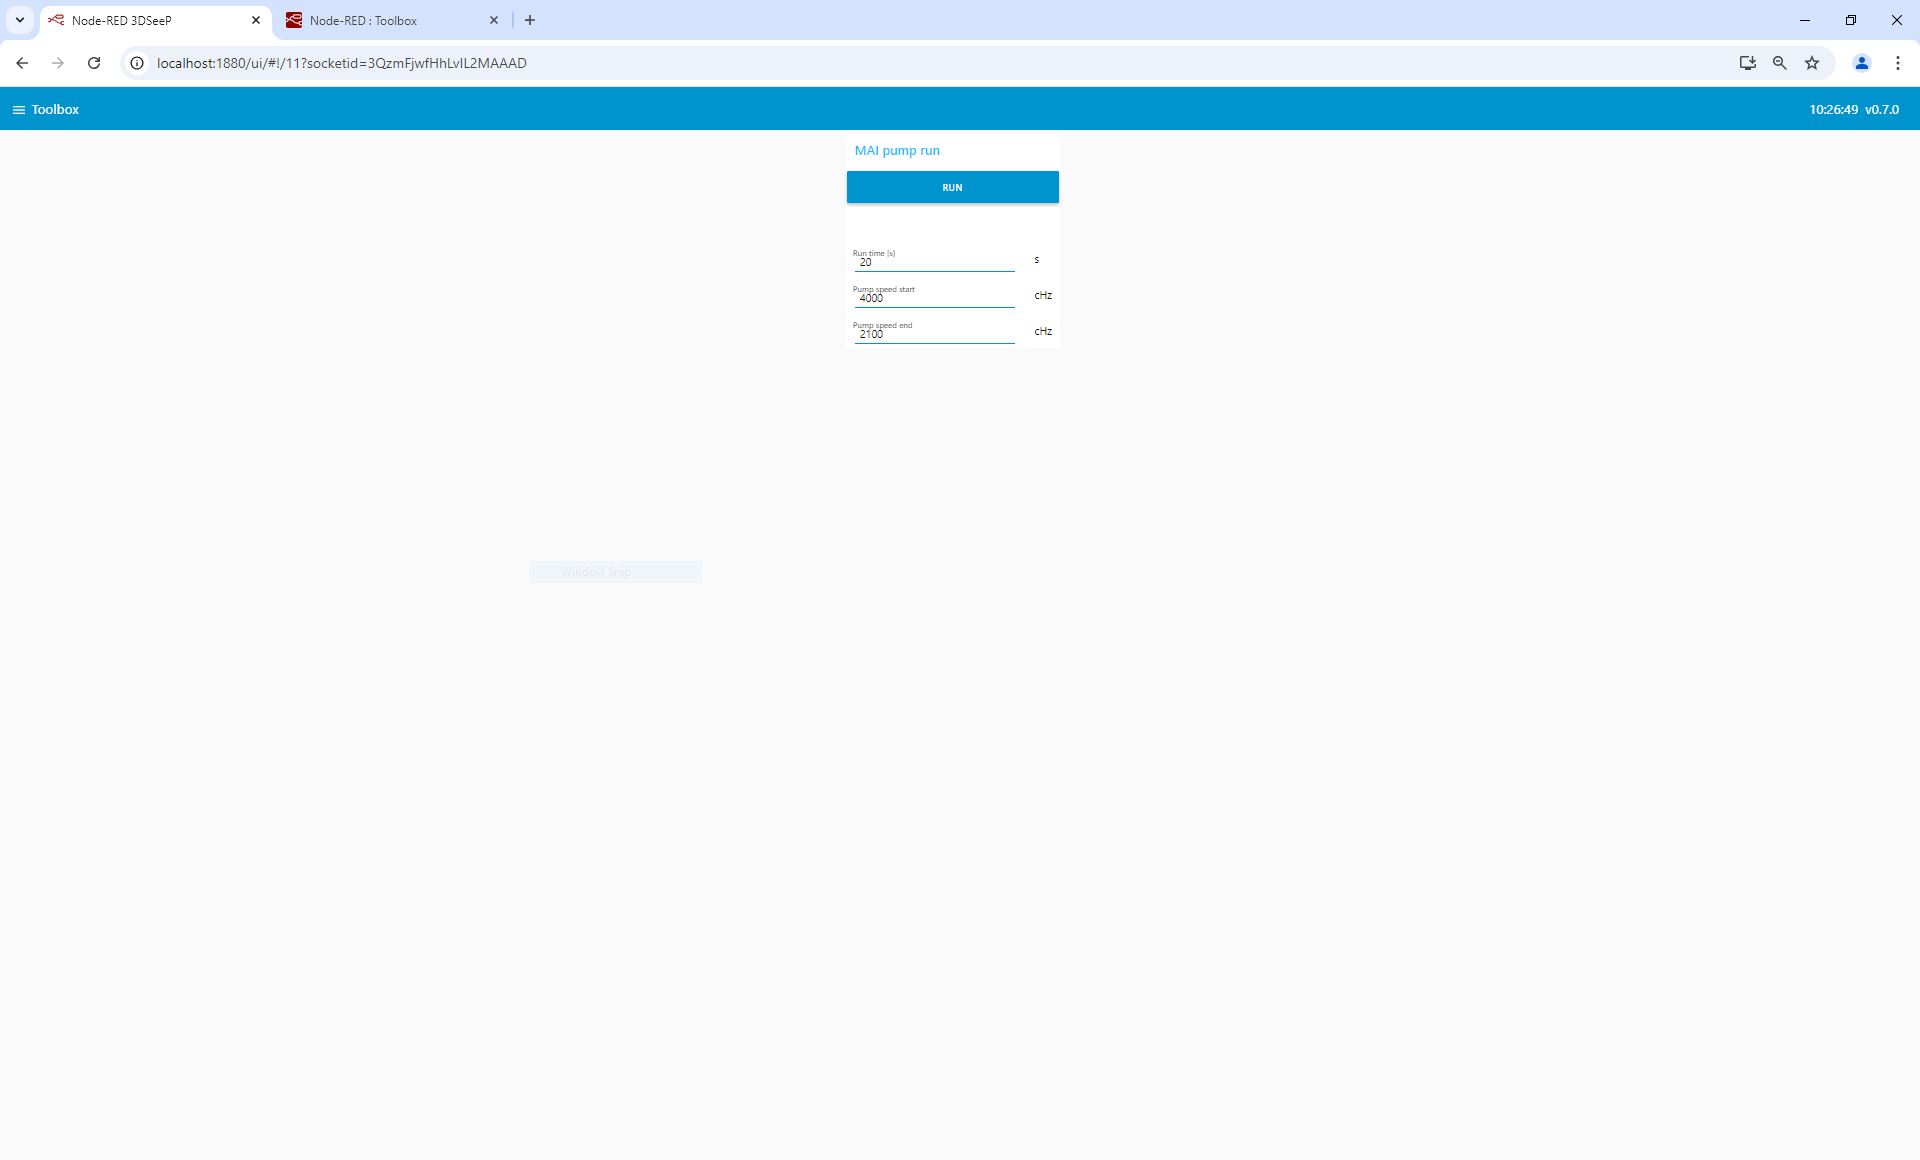 Node-RED 3DSeeP
Node-RED : Toolbox
localhost:1880/ui/#!/11?socketid=3QzmFjwfHhLvIL2MAAAD
Toolbox
10:26:49 v0.7.0
MAI pump run
RUN
Run time [s]
20 s
Pump speed start
4000 cHz
Pump speed end
2100 cHz
Window Snip